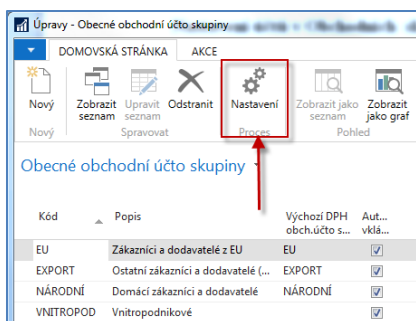 Úpravy - Obecné obchodní účto skupiny
DOMOVSKÁ STRÁNKA AKCE
Nový Zobrazit seznam Upravit seznam Odstranit Nastavení Zobrazit jako seznam Zobrazit jako graf
Nový Spravovat Proces Pohled
Obecné obchodní účto skupiny
Kód Popis Výchozí DPH obch.účto s... Aut... vklá...
EU Zákazníci a dodavatelé z EU EU
EXPORT Ostatní zákazníci a dodavatelé (... EXPORT
NÁRODNÍ Domácí zákazníci a dodavatelé NÁRODNÍ
VNITROPOD Vnitropodnikové